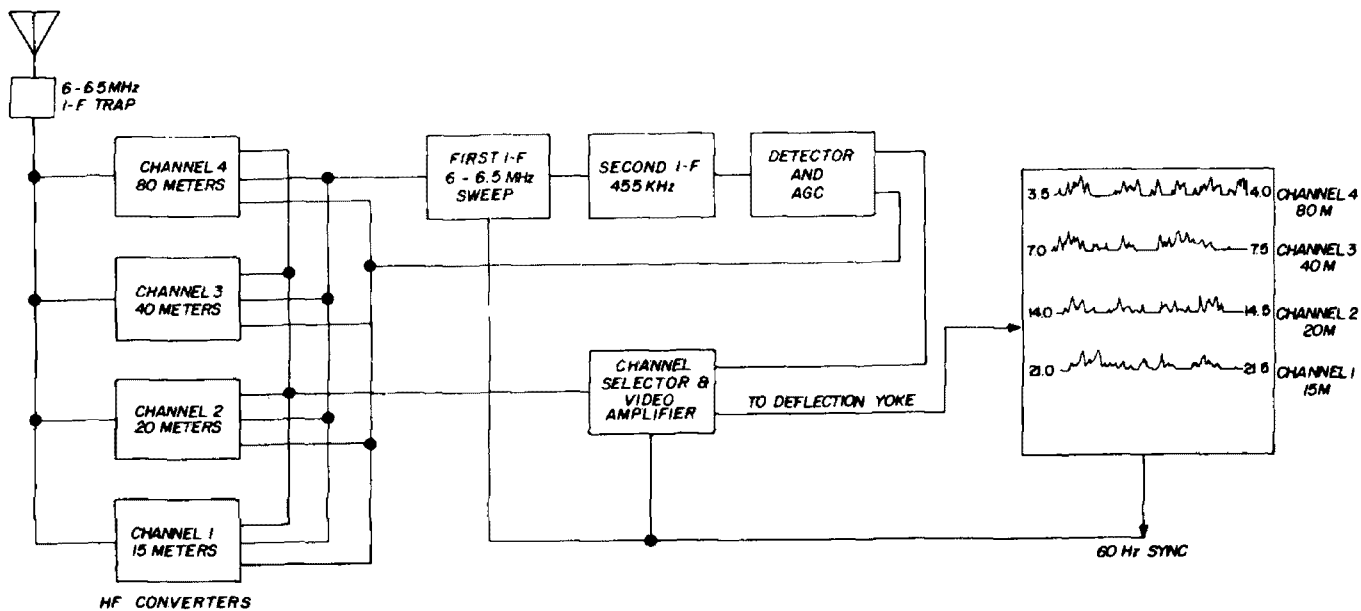 6-6.5MHz
I-F TRAP
CHANNEL 4
80 METERS
CHANNEL 3
40 METERS
CHANNEL 2
20 METERS
CHANNEL 1
15 METERS
HF CONVERTERS
FIRST I-F
6-6.5 MHz
SWEEP
SECOND I-F
455 KHz
DETECTOR
AND
AGC
CHANNEL
SELECTOR &
VIDEO
AMPLIFIER
TO DEFLECTION YOKE
3.5 4.0 CHANNEL 4
80 M
7.0 7.5 CHANNEL 3
40M
14.0 14.5 CHANNEL 2
20M
21.0 21.5 CHANNEL 1
15M
60 Hz SYNC